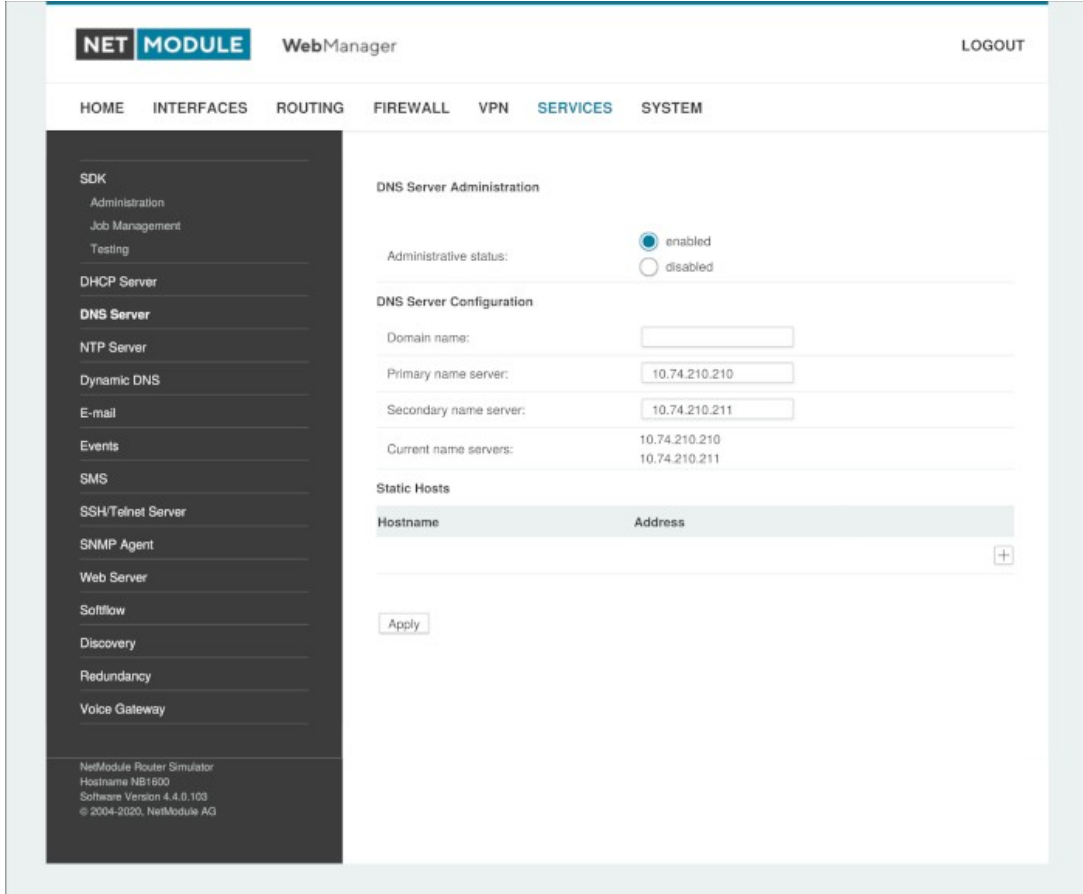 NET MODULE WebManager LOGOUT
HOME INTERFACES ROUTING FIREWALL VPN SERVICES SYSTEM
SDK
Administration
Job Management
Testing
DHCP Server
DNS Server
NTP Server
Dynamic DNS
E-mail
Events
SMS
SSH/Telnet Server
SNMP Agent
Web Server
Softflow
Discovery
Redundancy
Voice Gateway
NetModule Router Simulator
Hostname NB1600
Software Version 4.4.0.103
© 2004-2020, NetModule AG
DNS Server Administration
Administrative status:
enabled
disabled
DNS Server Configuration
Domain name:
Primary name server: 10.74.210.210
Secondary name server: 10.74.210.211
Current name servers:
10.74.210.210
10.74.210.211
Static Hosts
Hostname Address
Apply